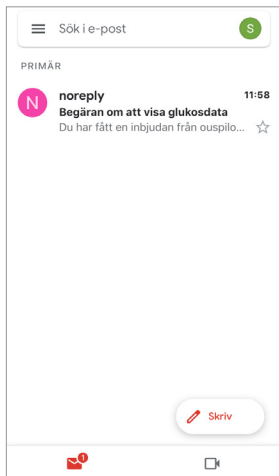 Sök i e-post
S
PRIMÄR
N
noreply 11:58
Begäran om att visa glukosdata
Du har fått en inbjudan från ouspilo...
Skriv
1